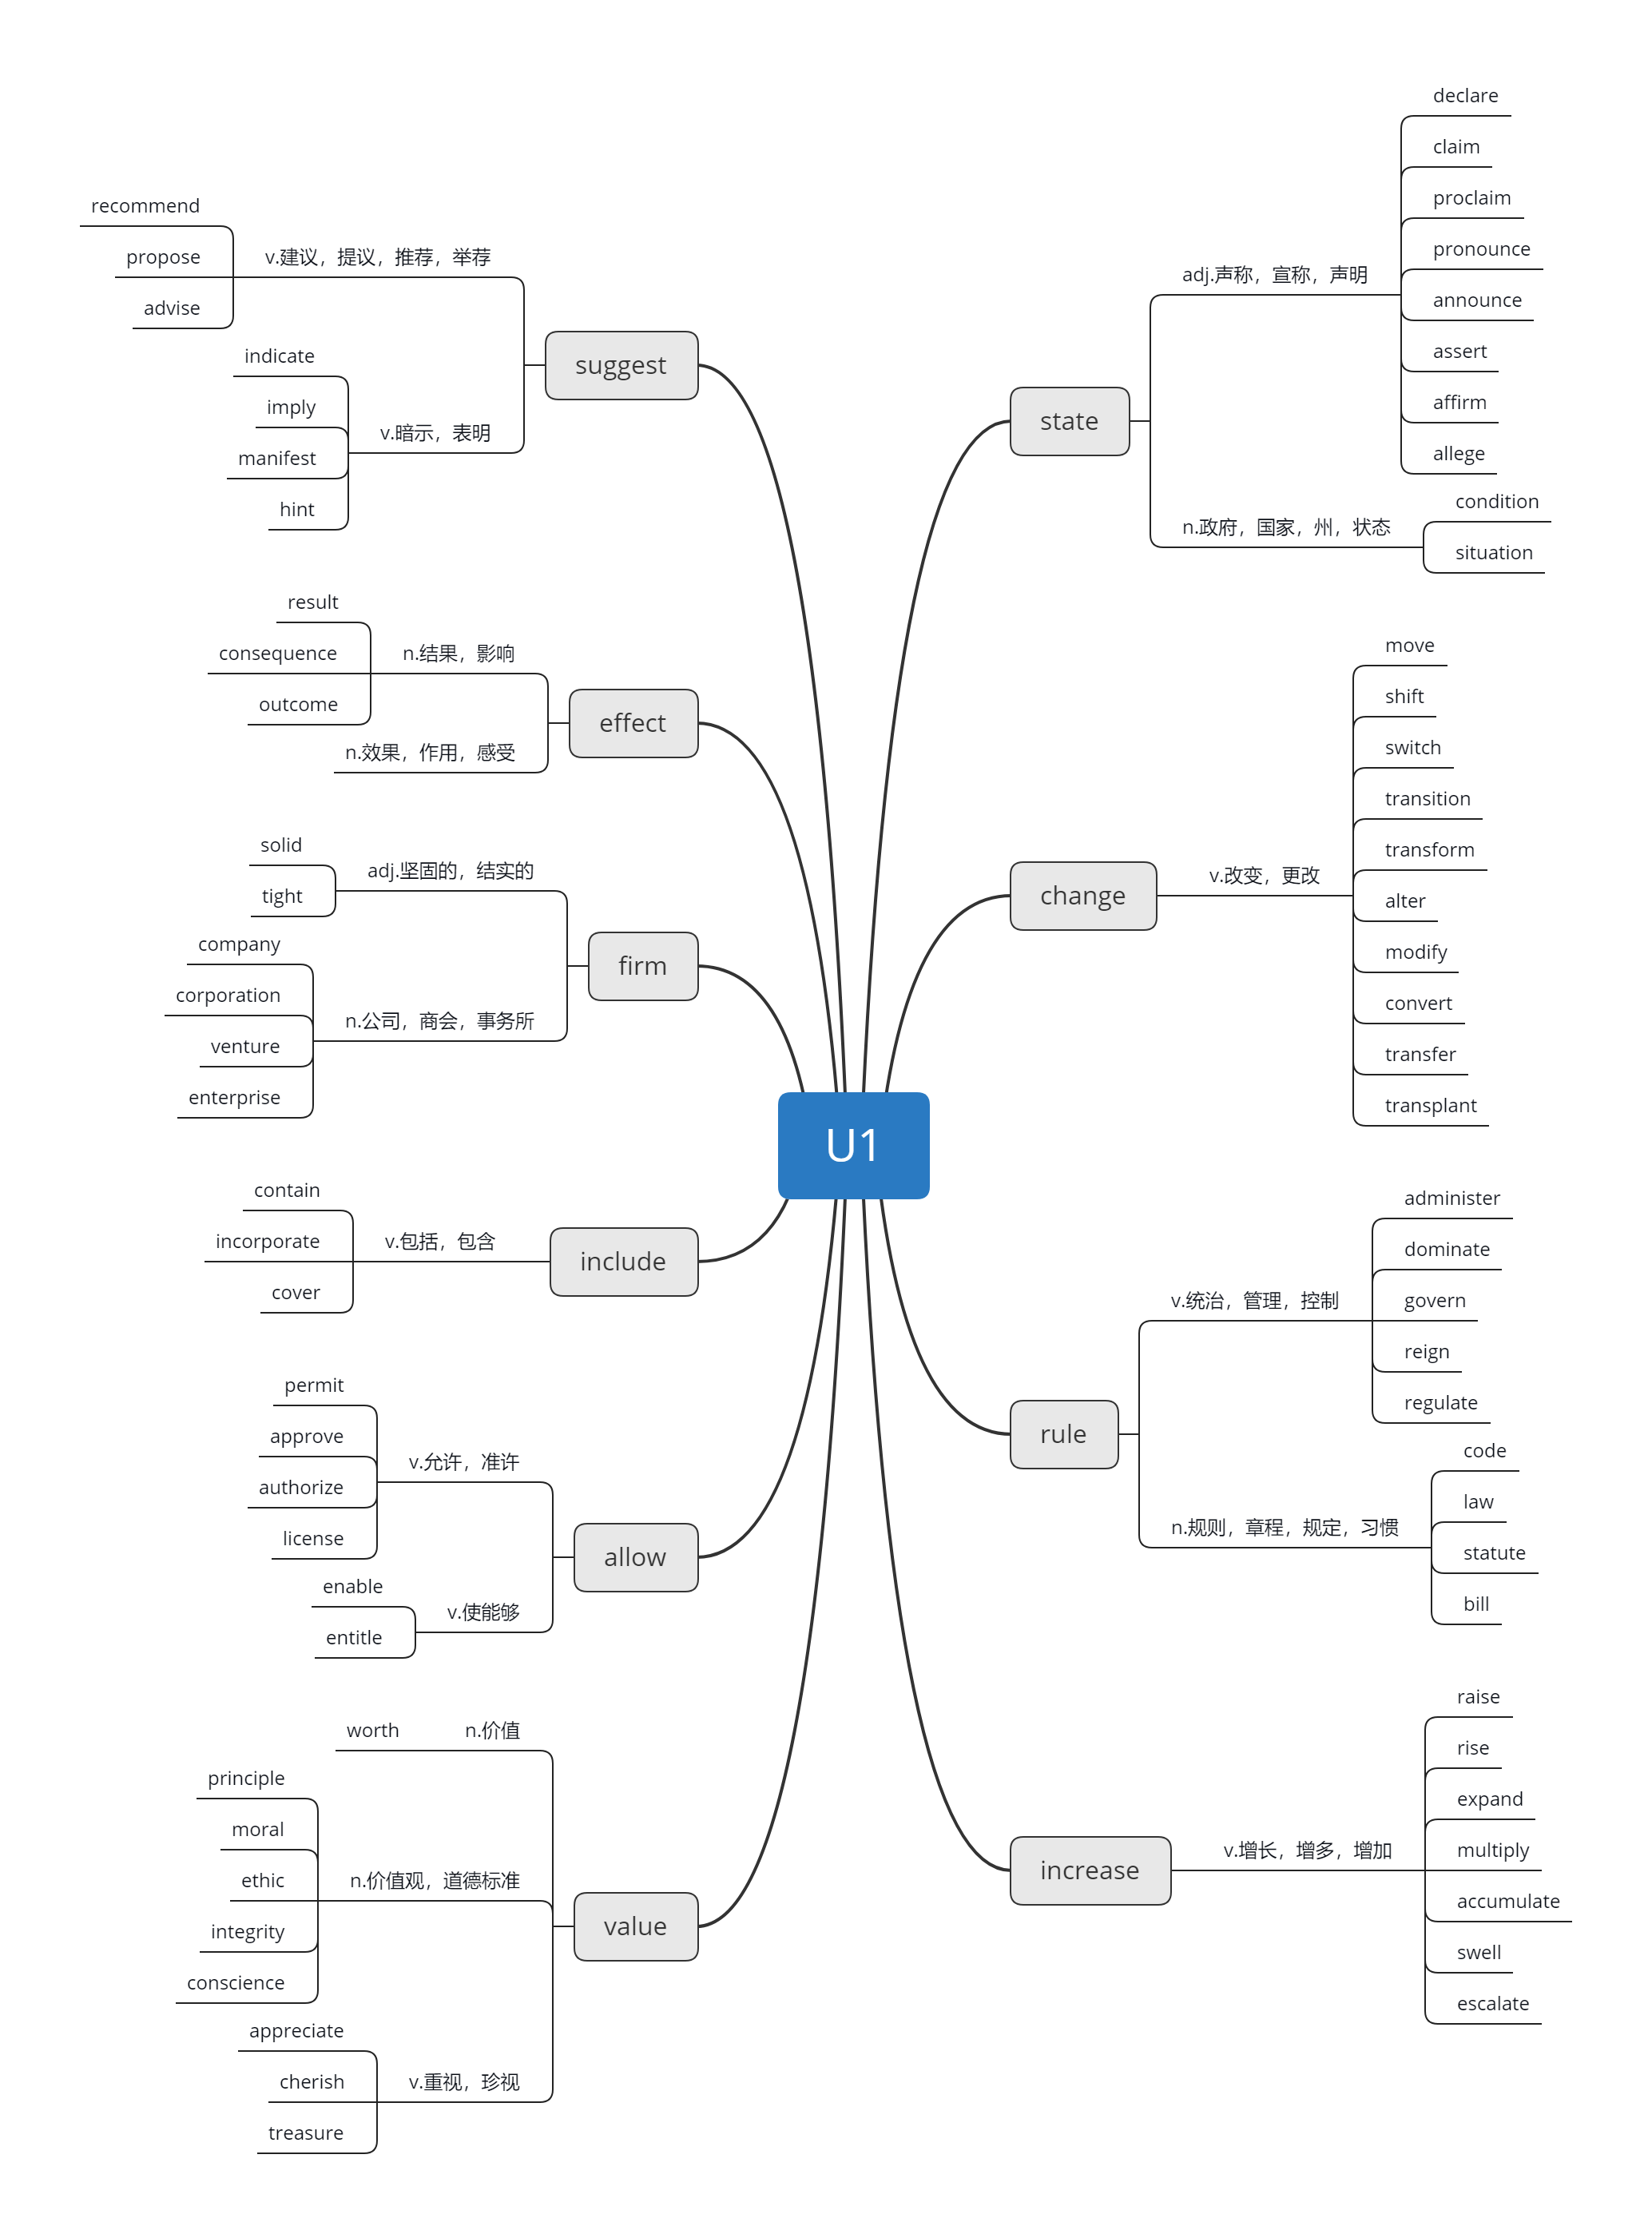 U1
state
adj.声称，宣称，声明
declare
claim
proclaim
pronounce
announce
assert
affirm
allege
n.政府，国家，州，状态
condition
situation
change
v.改变，更改
move
shift
switch
transition
transform
alter
modify
convert
transfer
transplant
rule
v.统治，管理，控制
administer
dominate
govern
reign
regulate
n.规则，章程，规定，习惯
code
law
statute
bill
increase
v.增长，增多，增加
raise
rise
expand
multiply
accumulate
swell
escalate
suggest
v.建议，提议，推荐，举荐
recommend
propose
advise
v.暗示，表明
indicate
imply
manifest
hint
effect
n.结果，影响
result
consequence
outcome
n.效果，作用，感受
firm
adj.坚固的，结实的
solid
tight
n.公司，商会，事务所
company
corporation
venture
enterprise
include
v.包括，包含
contain
incorporate
cover
allow
v.允许，准许
permit
approve
authorize
license
v.使能够
enable
entitle
value
n.价值
worth
n.价值观，道德标准
principle
moral
ethic
integrity
conscience
v.重视，珍视
appreciate
cherish
treasure